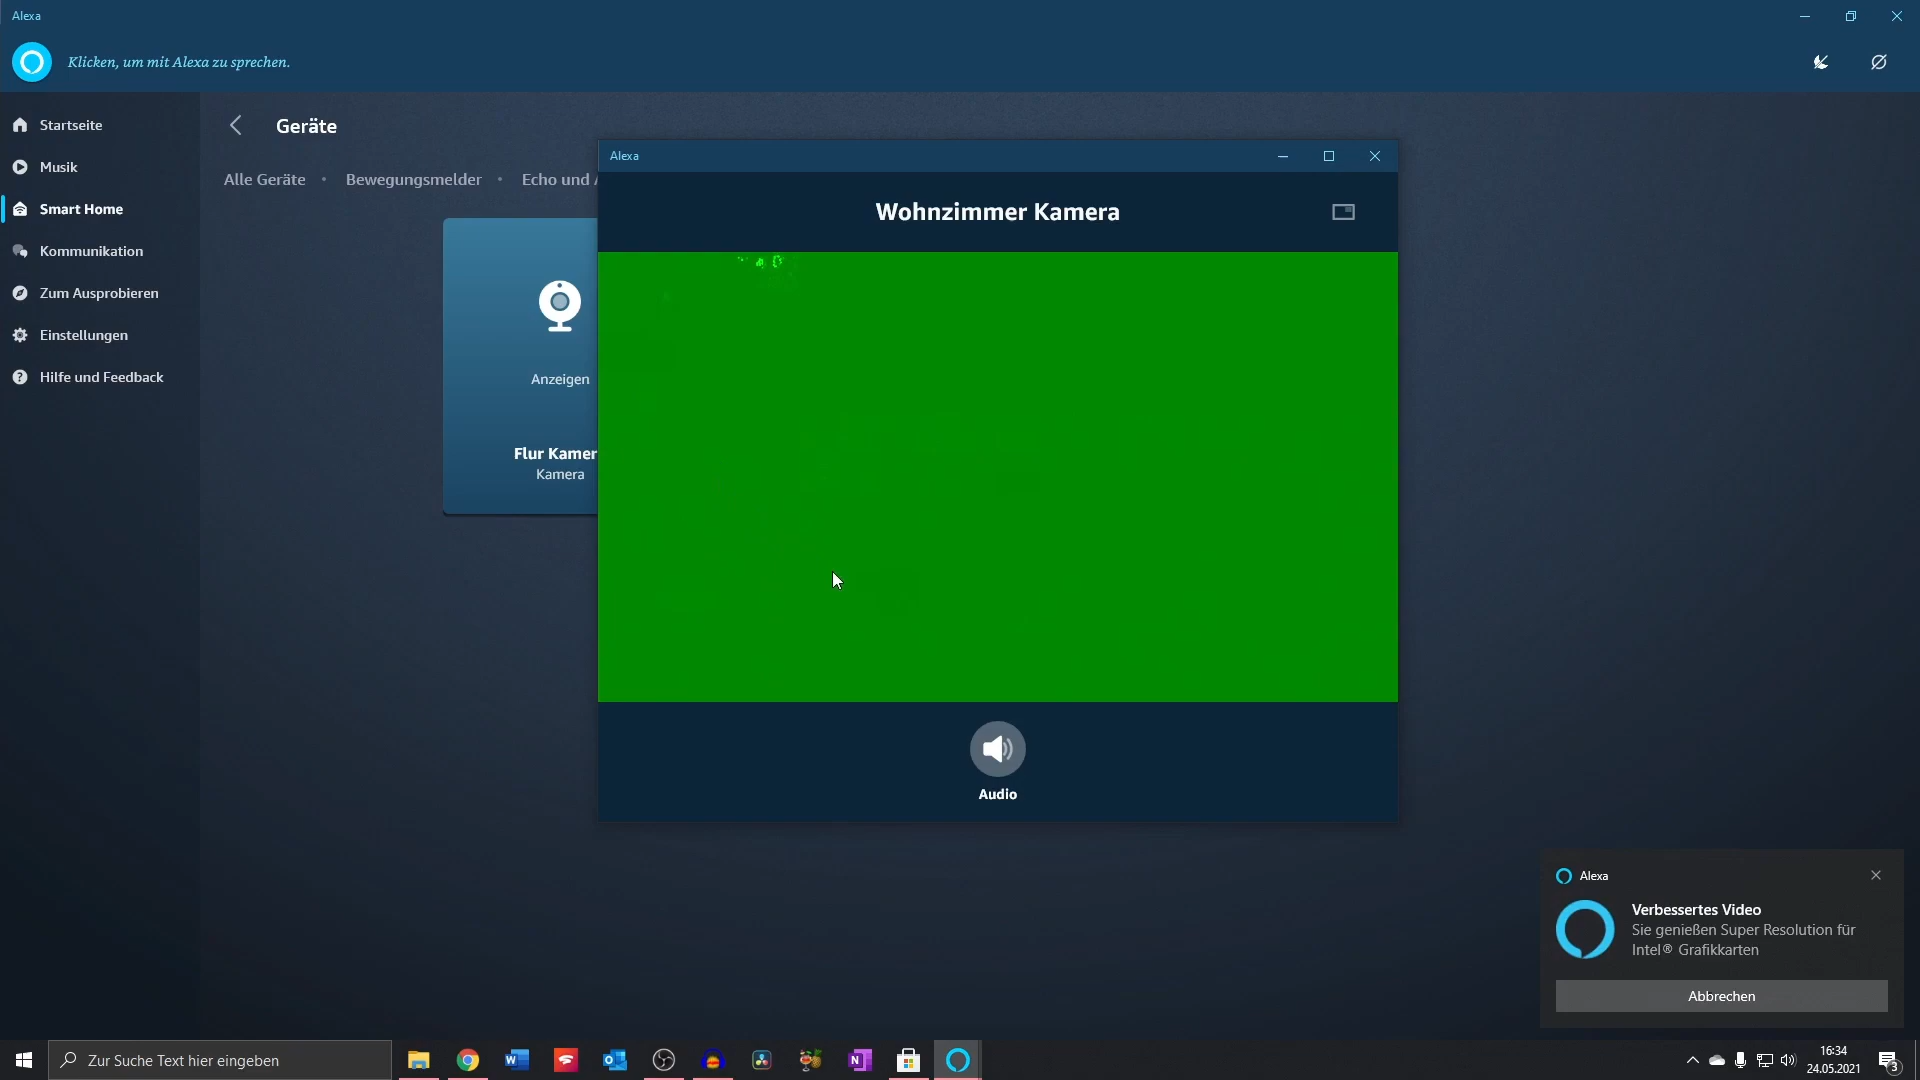 Alexa
Klicken, um mit Alexa zu sprechen.
Startseite
Musik
Smart Home
Kommunikation
Zum Ausprobieren
Einstellungen
Hilfe und Feedback
Geräte
Alle Geräte • Bewegungsmelder • Echo und A
Anzeigen
Flur Kamer
Kamera
Alexa
Wohnzimmer Kamera
Audio
Alexa
Verbessertes Video
Sie genießen Super Resolution für
Intel® Grafikkarten
Abbrechen
Zur Suche Text hier eingeben
16:34
24.05.2021
3